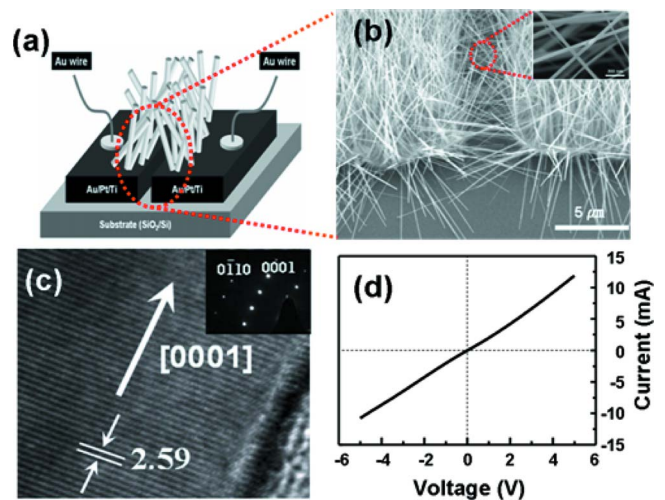 (a)
Au wire
Au wire
Au/Pt/Ti
Au/Pt/Ti
Substrate (SiO₂/Si)
(b)
5 ㎛
(c)
01̄10 0001
[0001]
2.59
(d)
15
10
5
0
-5
-10
-15
Current (mA)
-6 -4 -2 0 2 4 6
Voltage (V)